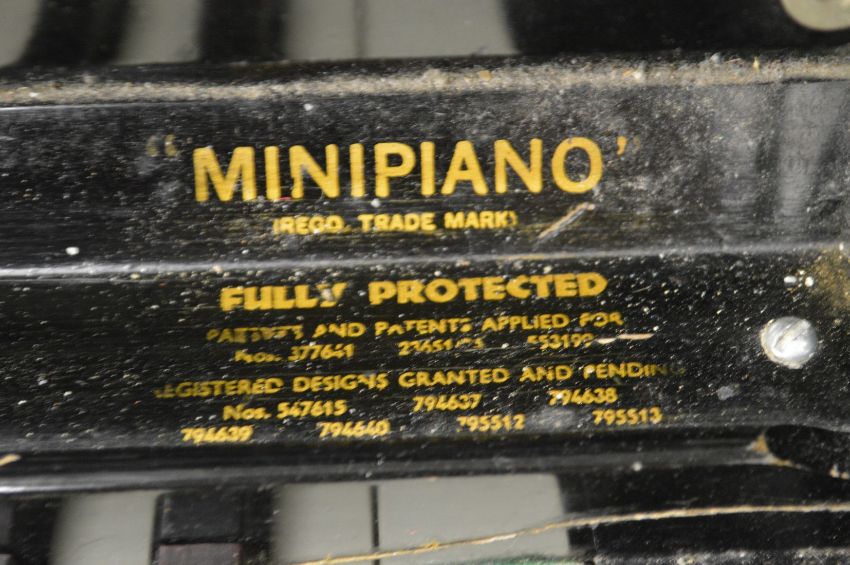 "MINIPIANO"
(REGD. TRADE MARK)
FULLY PROTECTED
PATENTS AND PATENTS APPLIED FOR
Nos. 377641
REGISTERED DESIGNS GRANTED AND PENDING
Nos. 547615 794637 794638
794639 794640 795512 795513